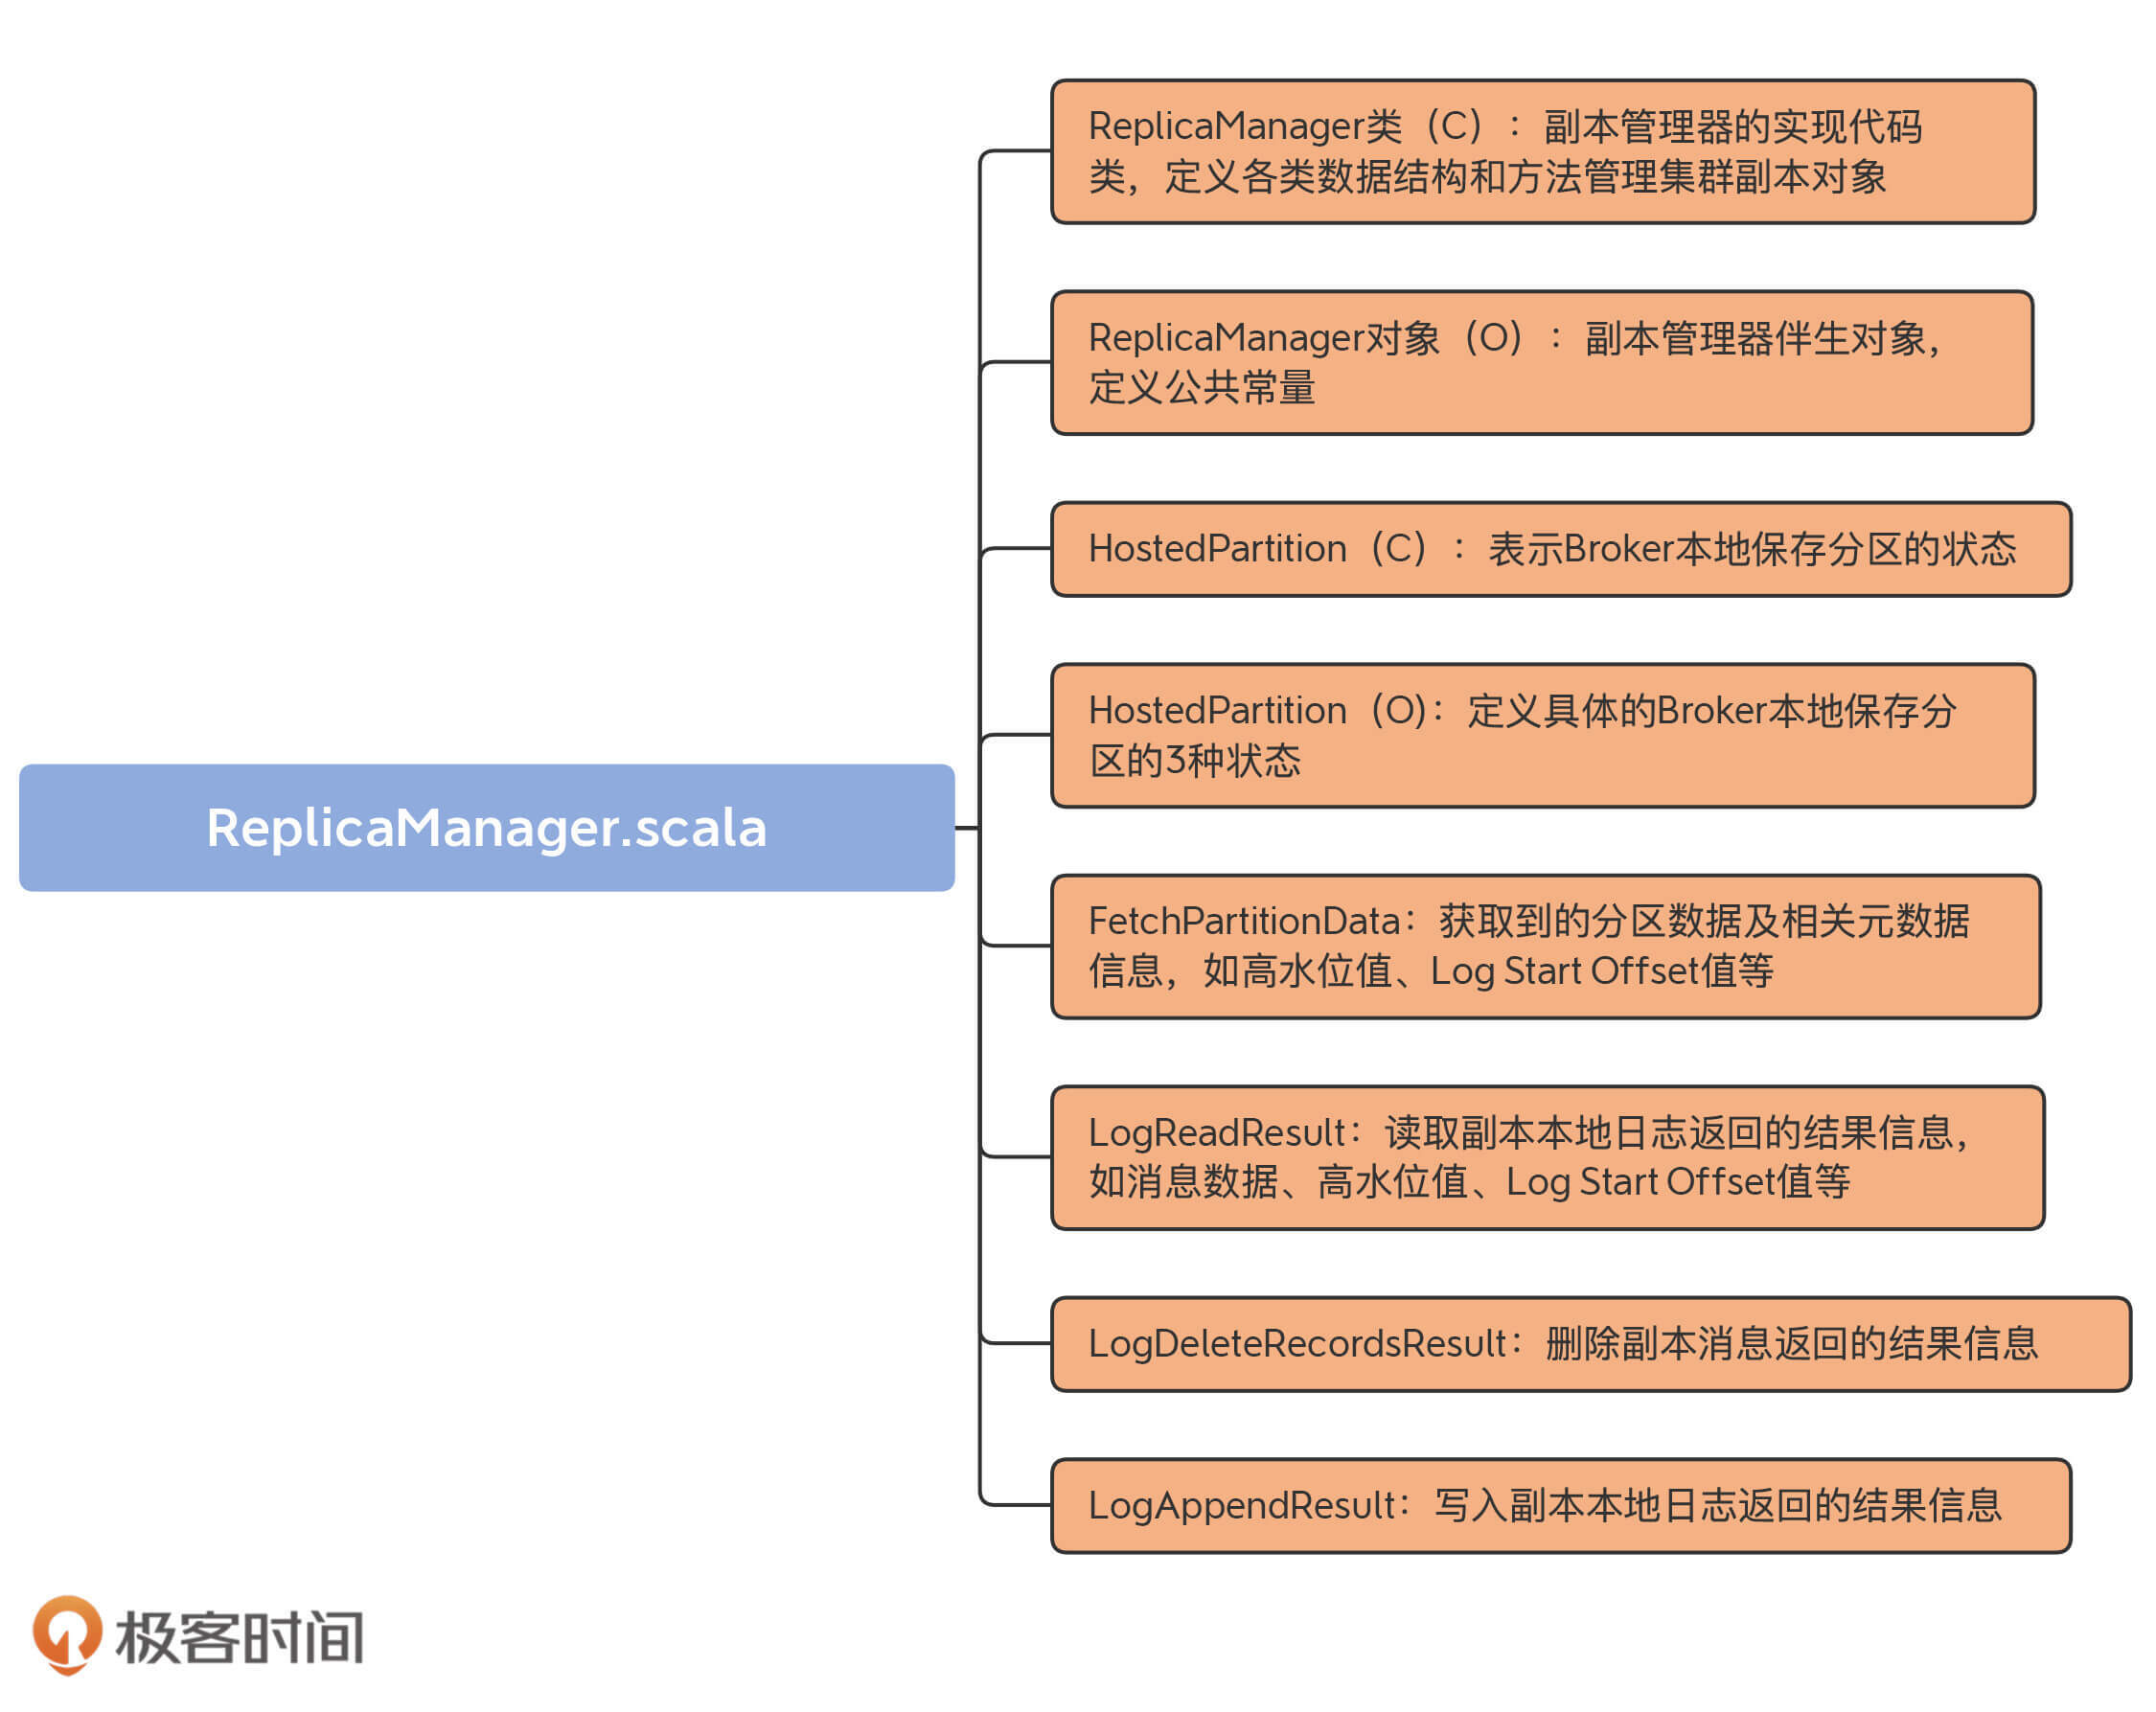 ReplicaManager类（C）：副本管理器的实现代码
类，定义各类数据结构和方法管理集群副本对象
ReplicaManager对象（O）：副本管理器伴生对象，
定义公共常量
HostedPartition（C）：表示Broker本地保存分区的状态
HostedPartition（O)：定义具体的Broker本地保存分
区的3种状态
ReplicaManager.scala
FetchPartitionData：获取到的分区数据及相关元数据
信息，如高水位值、Log Start Offset值等
LogReadResult：读取副本本地日志返回的结果信息，
如消息数据、高水位值、Log Start Offset值等
LogDeleteRecordsResult：删除副本消息返回的结果信息
LogAppendResult：写入副本本地日志返回的结果信息
极客时间